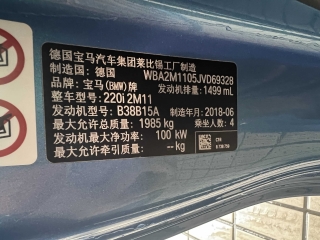 德国宝马汽车集团莱比锡工厂制造
制造国：德国 WBA2M1105JVD69328
品牌：宝马(BMW)牌 发动机排量：1499 mL
整车型号：220i 2M11
发动机型号：B38B15A 制造年月：2018-06
最大允许总质量：1985 kg 乘坐人数：4
发动机最大净功率：100 kW
最大允许牵引质量：-- kg